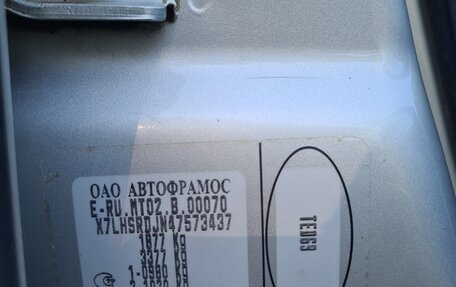 ОАО АВТОФРАМОС
E-RU.MT02.B.00070
X7LHSRDJN47573437
1877 Kg
3377 Kg
1-0980 Kg
TED69